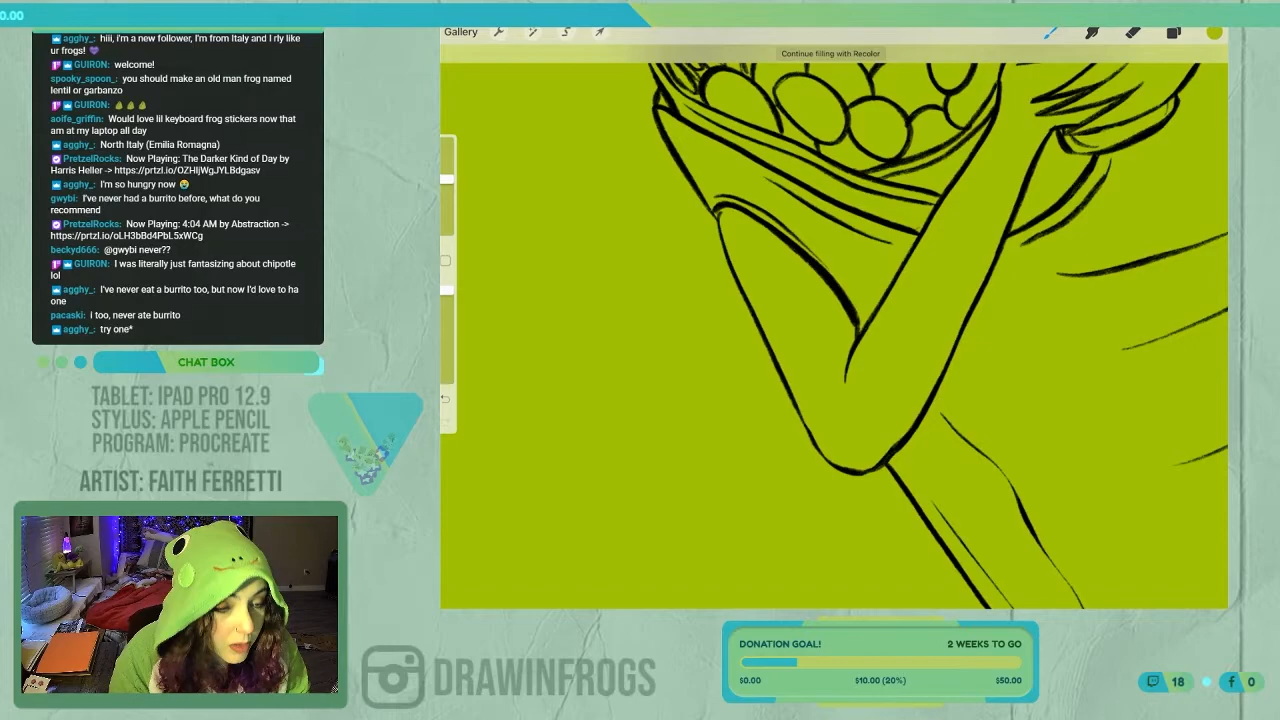 0.00
agghy_: hiii, i'm a new follower, I'm from Italy and I rly like
ur frogs! 💜
GUIR0N: welcome!
spooky_spoon_: you should make an old man frog named
lentil or garbanzo
GUIR0N: 🍐🍐🍐
aoife_griffin: Would love lil keyboard frog stickers now that
am at my laptop all day
agghy_: North Italy (Emilia Romagna)
PretzelRocks: Now Playing: The Darker Kind of Day by
Harris Heller -> https://prtzl.io/OZHljWgJYLBdgasv
agghy_: I'm so hungry now 😭
gwybi: I've never had a burrito before, what do you
recommend
PretzelRocks: Now Playing: 4:04 AM by Abstraction ->
https://prtzl.io/oLH3bBd4PbL5xWCg
beckyd666: @gwybi never??
GUIR0N: I was literally just fantasizing about chipotle
lol
agghy_: I've never eat a burrito too, but now I'd love to ha
one
pacaski: i too, never ate burrito
agghy_: try one*
CHAT BOX
TABLET: IPAD PRO 12.9
STYLUS: APPLE PENCIL
PROGRAM: PROCREATE
ARTIST: FAITH FERRETTI
Gallery
Continue filling with Recolor
DRAWINFROGS
DONATION GOAL! 2 WEEKS TO GO
$0.00 $10.00 (20%) $50.00
18 0